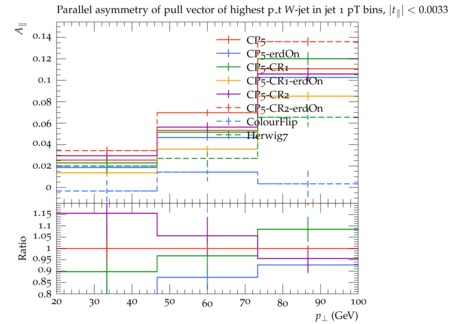 Parallel asymmetry of pull vector of highest p_t W-jet in jet 1 pT bins, |t∥| < 0.0033
A∥
0.14
0.12
0.1
0.08
0.06
0.04
0.02
0
CP5
CP5-erdOn
CP5-CR1
CP5-CR1-erdOn
CP5-CR2
CP5-CR2-erdOn
ColourFlip
Herwig7
Ratio
1.15
1.1
1.05
1
0.95
0.9
0.85
0.8
20 30 40 50 60 70 80 90 100
p⊥ (GeV)